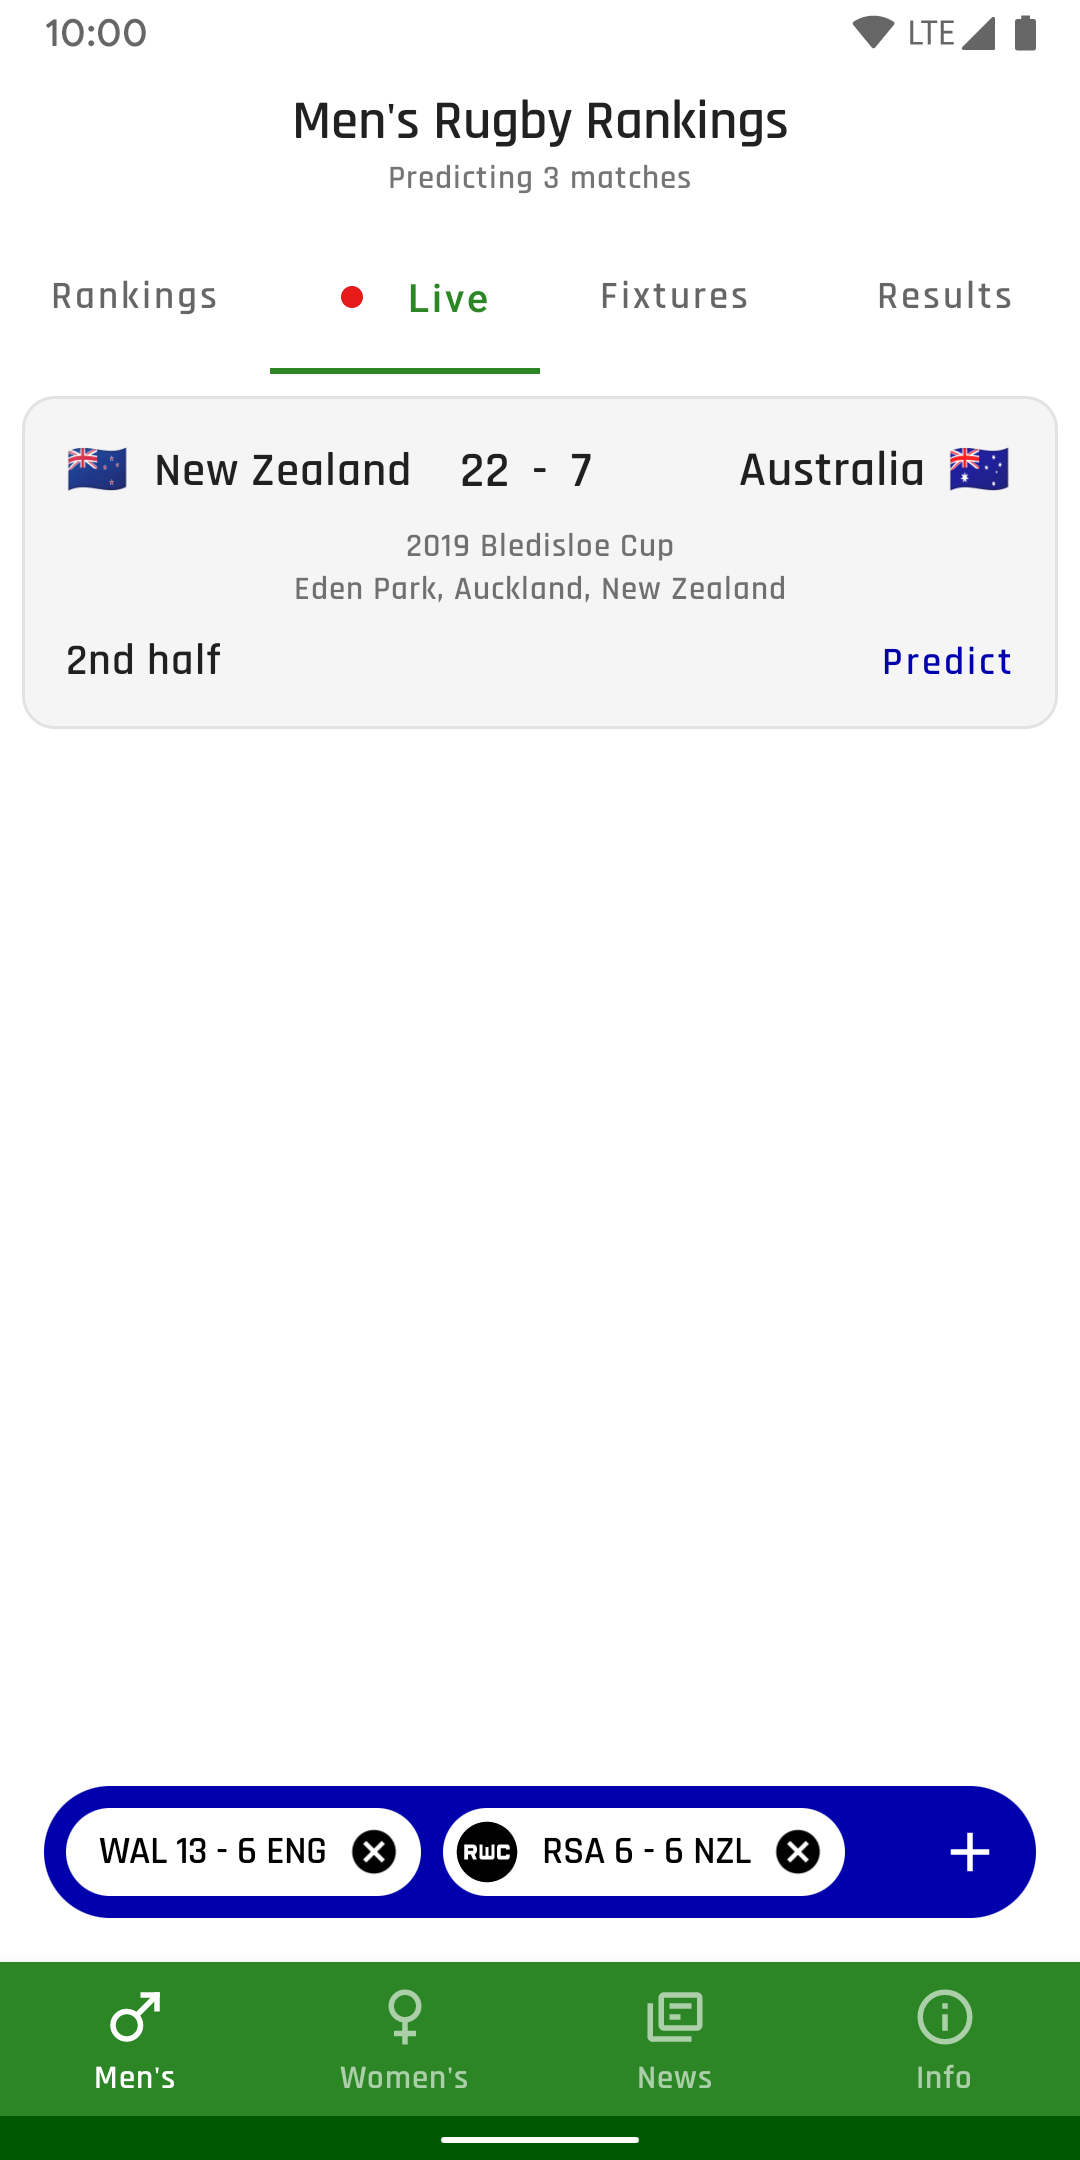 10:00 LTE
Men's Rugby Rankings
Predicting 3 matches
Rankings Live Fixtures Results
New Zealand 22 - 7 Australia
2019 Bledisloe Cup
Eden Park, Auckland, New Zealand
2nd half Predict
WAL 13 - 6 ENG RWC RSA 6 - 6 NZL
Men's Women's News Info